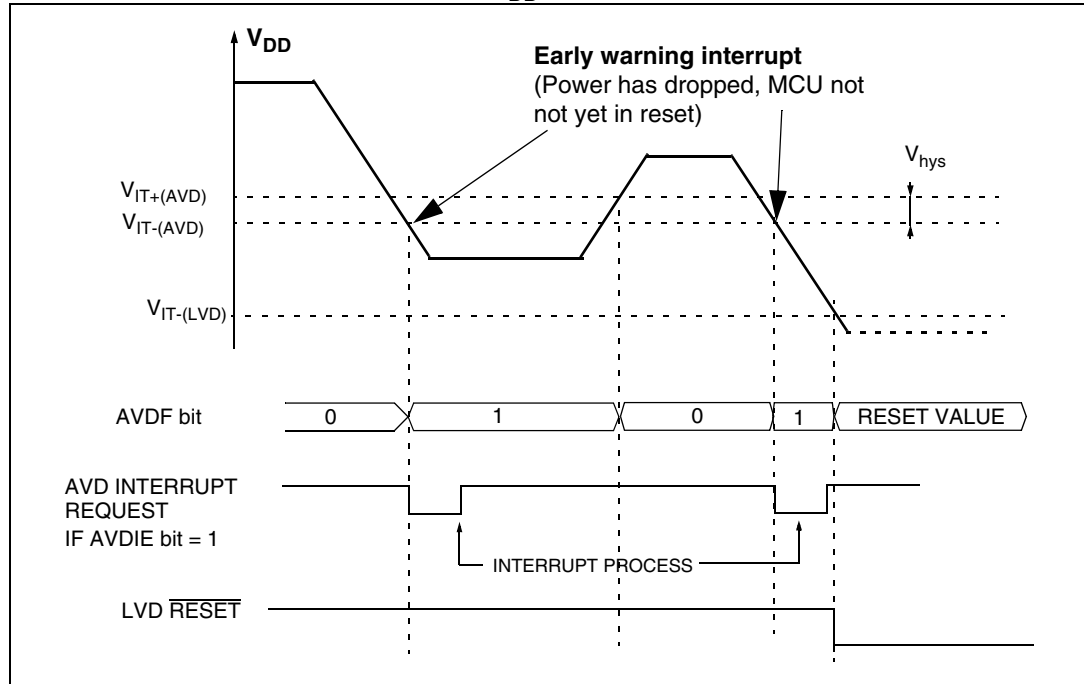 DD
VDD
Early warning interrupt
(Power has dropped, MCU not
not yet in reset)
Vhys
VIT+(AVD)
VIT-(AVD)
VIT-(LVD)
AVDF bit
0
1
0
1
RESET VALUE
AVD INTERRUPT
REQUEST
IF AVDIE bit = 1
INTERRUPT PROCESS
LVD RESET